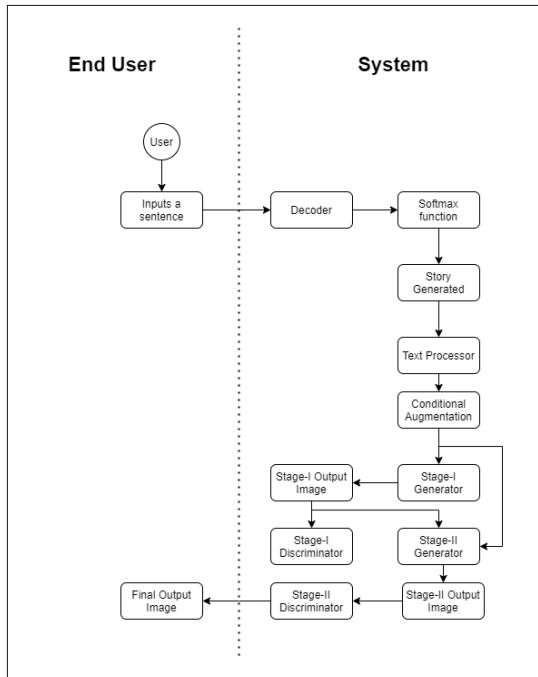 End User
System
User
Inputs a
sentence
Decoder
Softmax
function
Story
Generated
Text Processor
Conditional
Augmentation
Stage-I Output
Image
Stage-I
Generator
Stage-I
Discriminator
Stage-II
Generator
Final Output
Image
Stage-II
Discriminator
Stage-II Output
Image